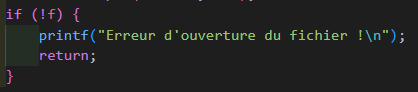 if (!f) {
    printf("Erreur d'ouverture du fichier !\n");
    return;
}